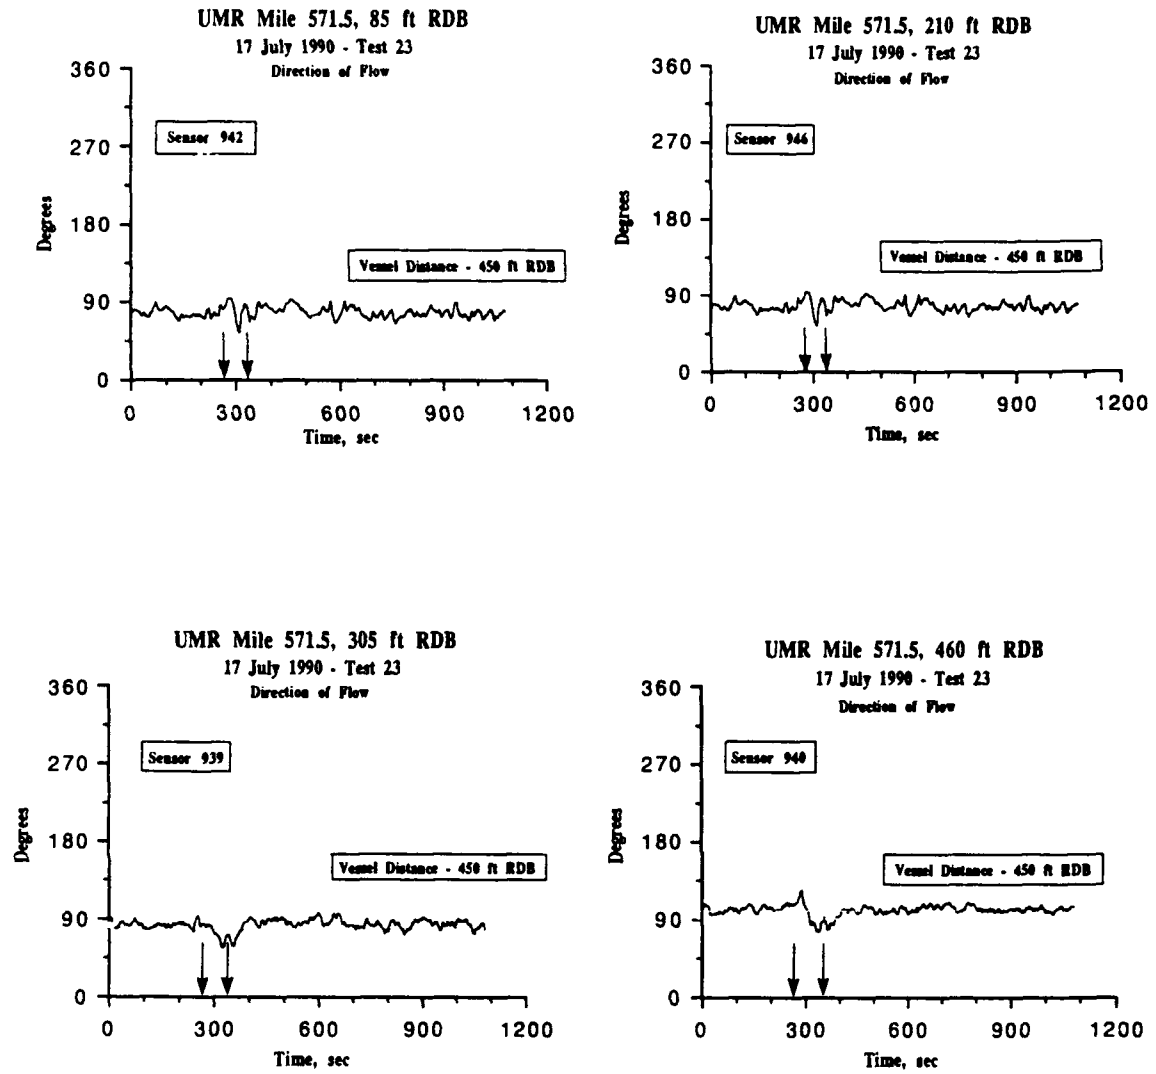 UMR Mile 571.5, 85 ft RDB
17 July 1990 - Test 23
Direction of Flow
360
270
180
90
0
Degrees
Sensor 942
Vessel Distance - 450 ft RDB
0 300 600 900 1200
Time, sec
UMR Mile 571.5, 210 ft RDB
17 July 1990 - Test 23
Direction of Flow
360
270
180
90
0
Degrees
Sensor 946
Vessel Distance - 450 ft RDB
0 300 600 900 1200
Time, sec
UMR Mile 571.5, 305 ft RDB
17 July 1990 - Test 23
Direction of Flow
360
270
180
90
0
Degrees
Sensor 939
Vessel Distance - 450 ft RDB
0 300 600 900 1200
Time, sec
UMR Mile 571.5, 460 ft RDB
17 July 1990 - Test 23
Direction of Flow
360
270
180
90
0
Degrees
Sensor 940
Vessel Distance - 450 ft RDB
0 300 600 900 1200
Time, sec